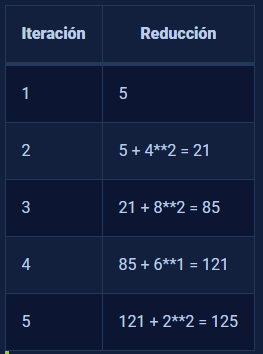 Iteración Reducción
1 5
2 5 + 4**2 = 21
3 21 + 8**2 = 85
4 85 + 6**1 = 121
5 121 + 2**2 = 125